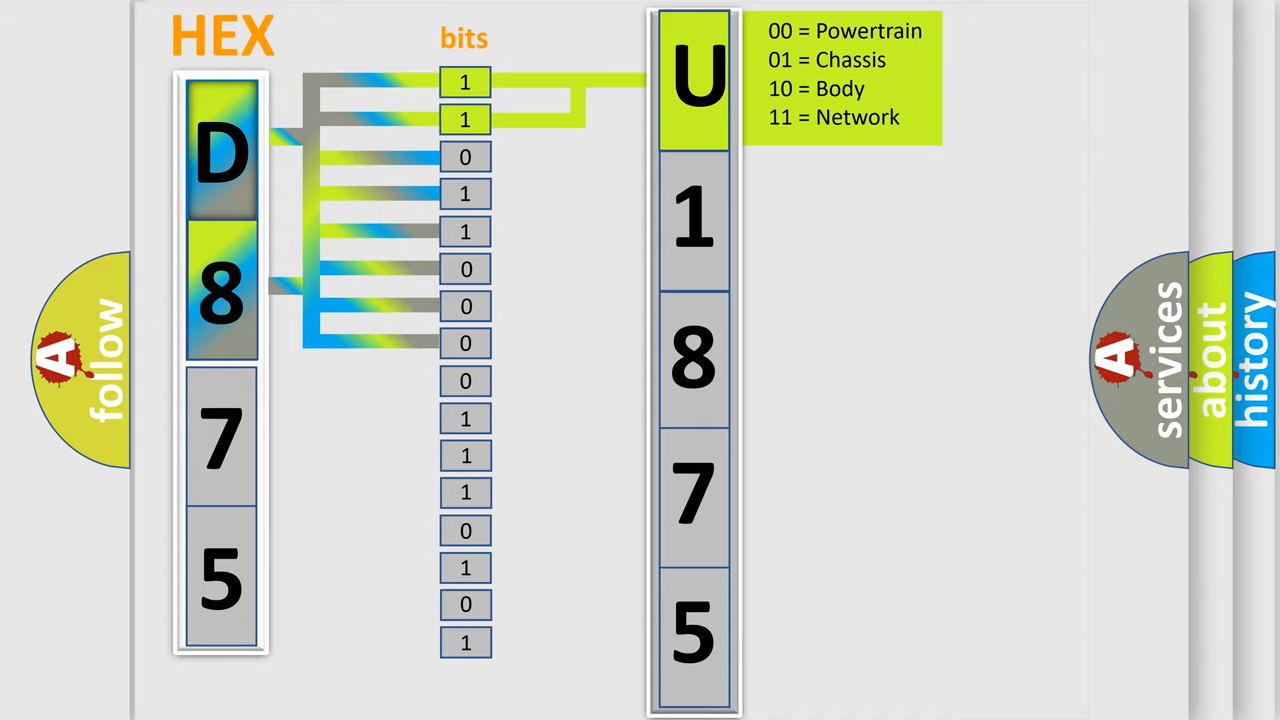 HEX
bits
D
8
7
5
1
1
0
1
1
0
0
0
0
1
1
1
0
1
0
1
U
1
8
7
5
00 = Powertrain
01 = Chassis
10 = Body
11 = Network
A
follow
A
services
about
history